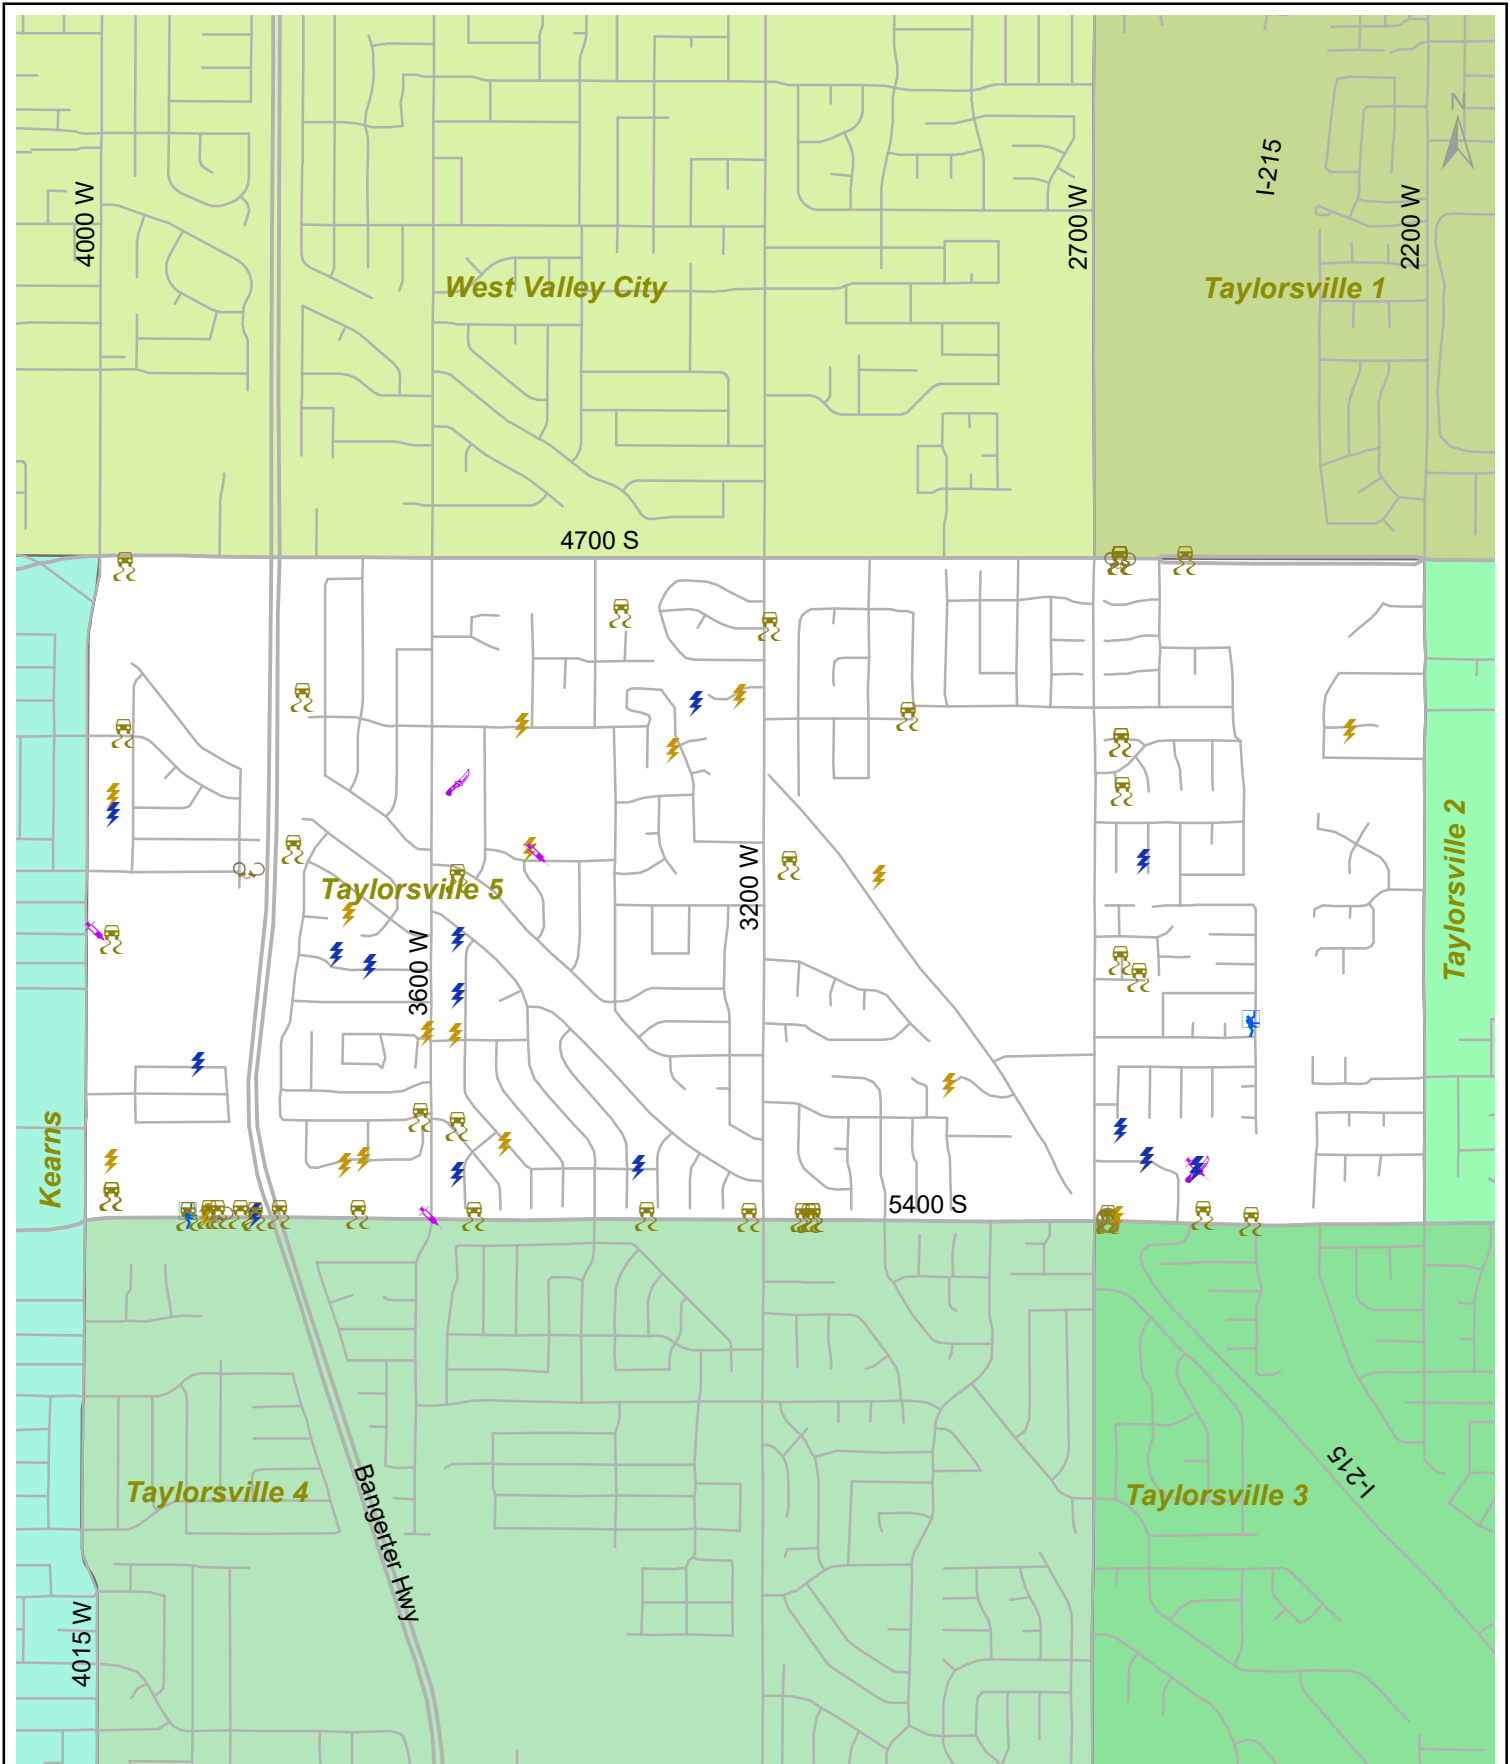 N
I-215
4000 W
2700 W
2200 W
West Valley City
Taylorsville 1
4700 S
Taylorsville 2
3200 W
Taylorsville 5
3600 W
Kearns
5400 S
I-215
Taylorsville 4
Taylorsville 3
Bangerter Hwy
4015 W